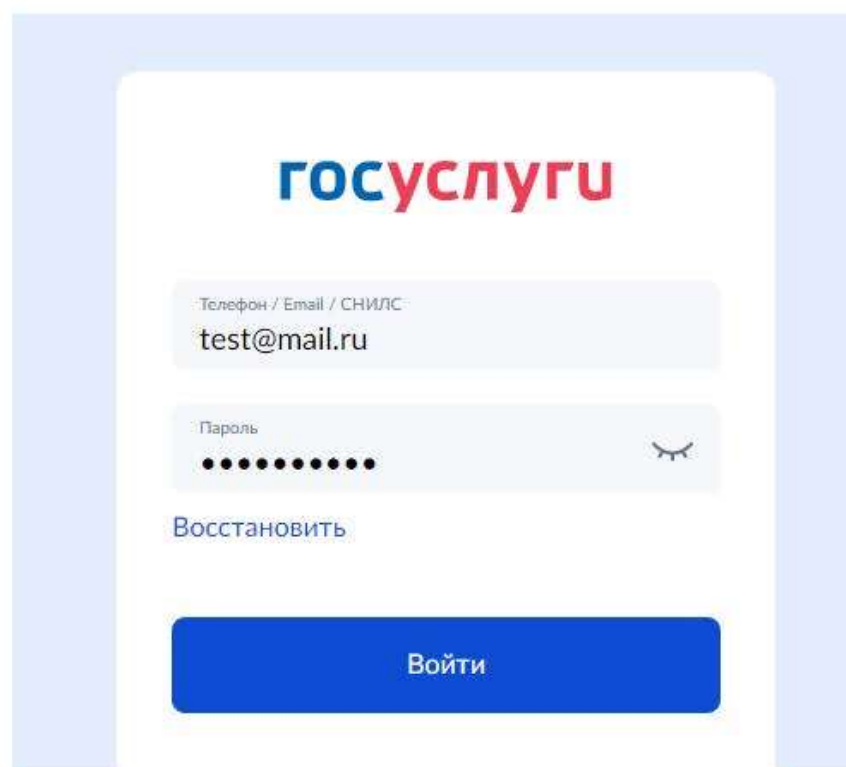 госуслуги
Телефон / Email / СНИЛС
test@mail.ru
Пароль
••••••••••
Восстановить
Войти